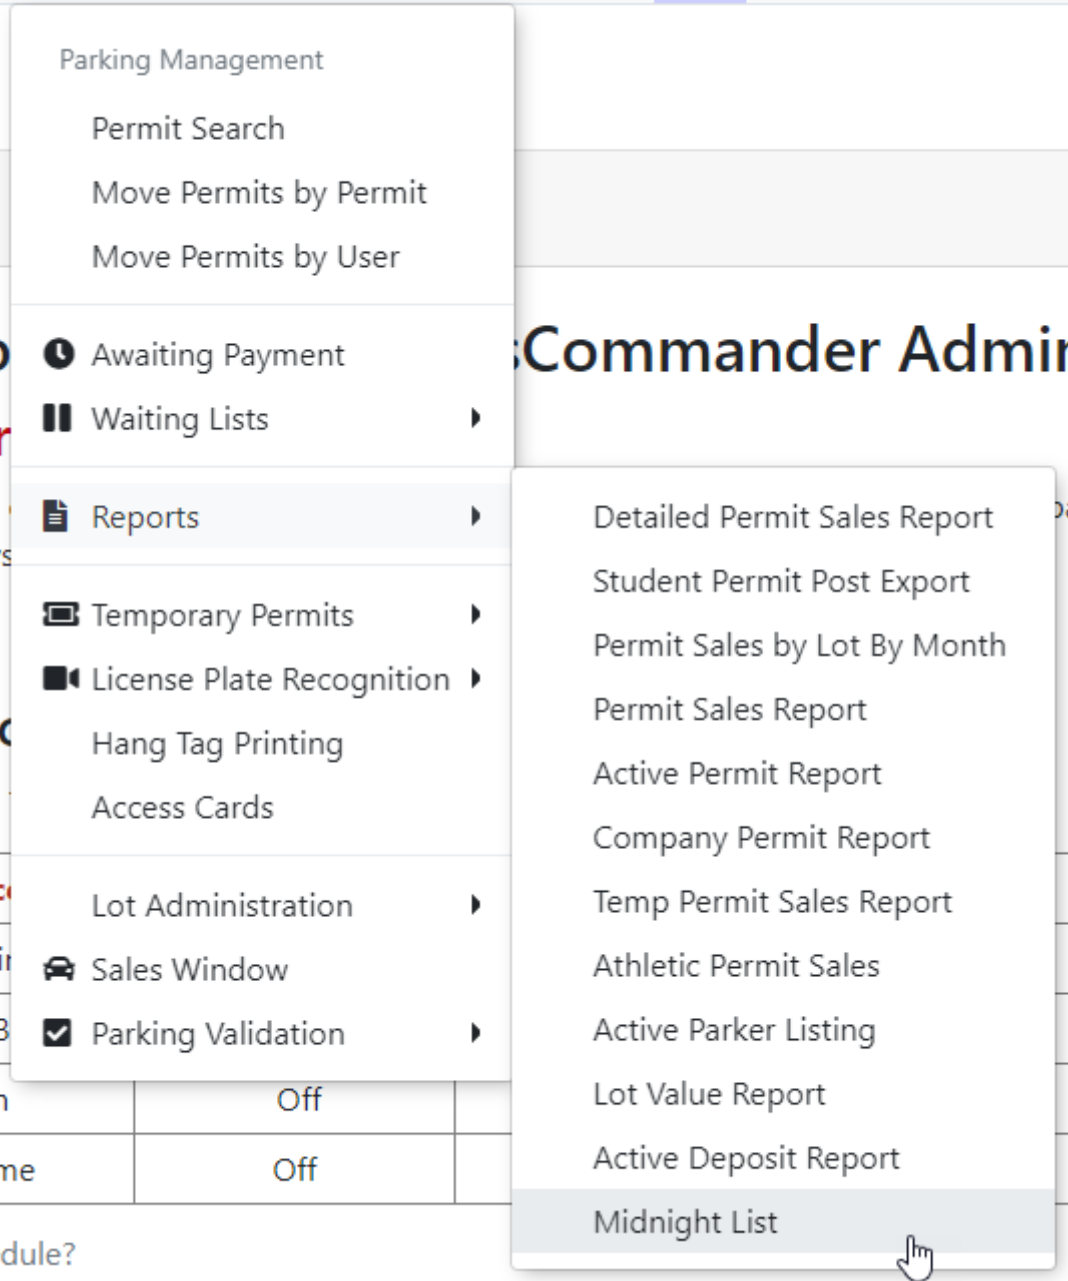 Parking Management
Permit Search
Move Permits by Permit
Move Permits by User
Commander Admin
Awaiting Payment
Waiting Lists
Reports
Temporary Permits
License Plate Recognition
Hang Tag Printing
Access Cards
Lot Administration
Sales Window
Parking Validation
Detailed Permit Sales Report
Student Permit Post Export
Permit Sales by Lot By Month
Permit Sales Report
Active Permit Report
Company Permit Report
Temp Permit Sales Report
Athletic Permit Sales
Active Parker Listing
Lot Value Report
Active Deposit Report
Midnight List
Off
me Off
dule?